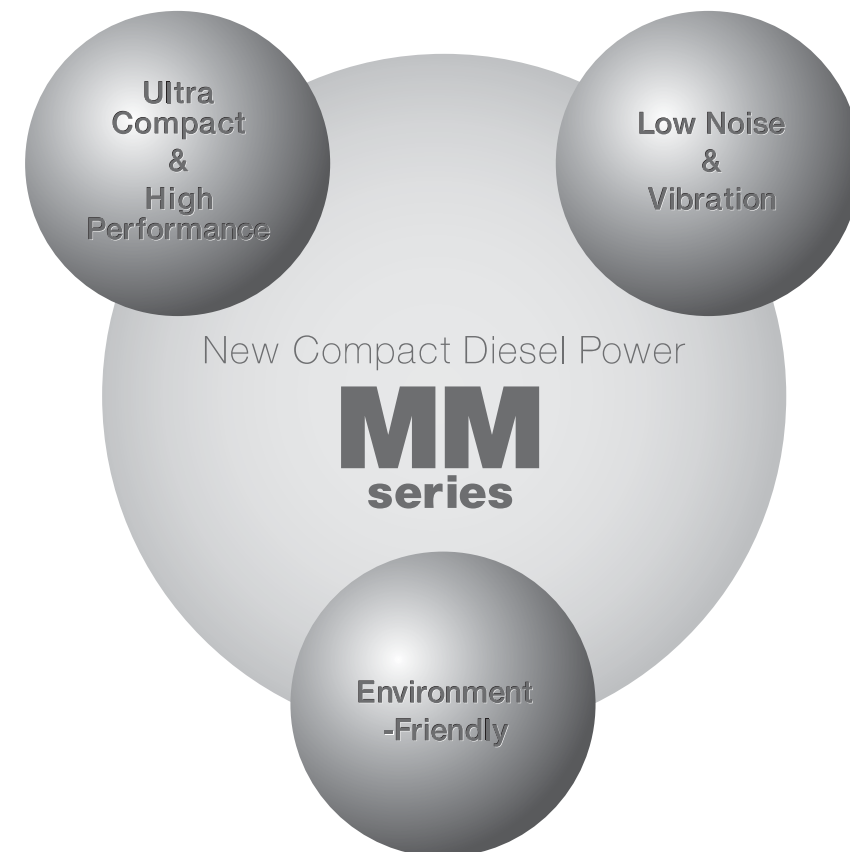 Ultra
Compact
&
High
Performance
Low Noise
&
Vibration
New Compact Diesel Power
MM
series
Environment
-Friendly